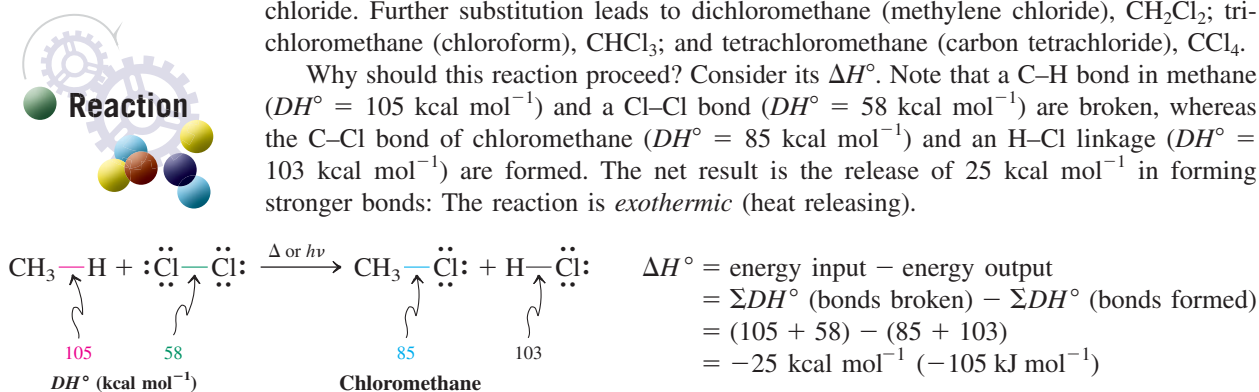 chloride. Further substitution leads to dichloromethane (methylene chloride), CH₂Cl₂; tri-
chloromethane (chloroform), CHCl₃; and tetrachloromethane (carbon tetrachloride), CCl₄.
Why should this reaction proceed? Consider its ΔH°. Note that a C–H bond in methane
(DH° = 105 kcal mol⁻¹) and a Cl–Cl bond (DH° = 58 kcal mol⁻¹) are broken, whereas
the C–Cl bond of chloromethane (DH° = 85 kcal mol⁻¹) and an H–Cl linkage (DH° =
103 kcal mol⁻¹) are formed. The net result is the release of 25 kcal mol⁻¹ in forming
stronger bonds: The reaction is exothermic (heat releasing).
Reaction
CH₃—H + :Cl—Cl: Δ or hν → CH₃—Cl: + H—Cl:
105 58 85 103
DH° (kcal mol⁻¹) Chloromethane
ΔH° = energy input − energy output
= ΣDH° (bonds broken) − ΣDH° (bonds formed)
= (105 + 58) − (85 + 103)
= −25 kcal mol⁻¹ (−105 kJ mol⁻¹)